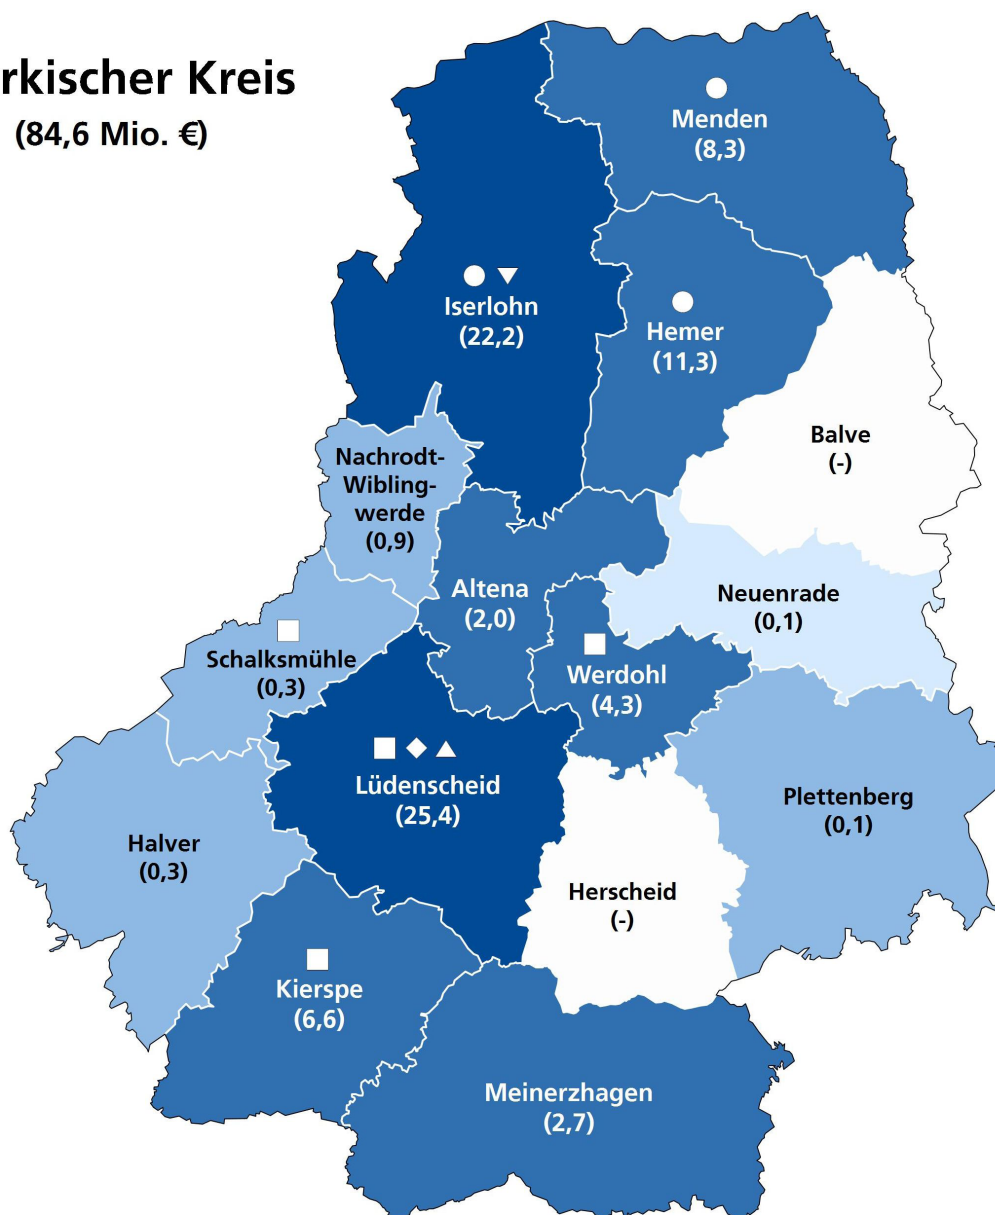 rkischer Kreis
(84,6 Mio. €)
Menden
(8,3)
Iserlohn
(22,2)
Hemer
(11,3)
Balve
(-)
Nachrodt-
Wibling-
werde
(0,9)
Altena
(2,0)
Neuenrade
(0,1)
Schalksmühle
(0,3)
Werdohl
(4,3)
Lüdenscheid
(25,4)
Plettenberg
(0,1)
Halver
(0,3)
Herscheid
(-)
Kierspe
(6,6)
Meinerzhagen
(2,7)